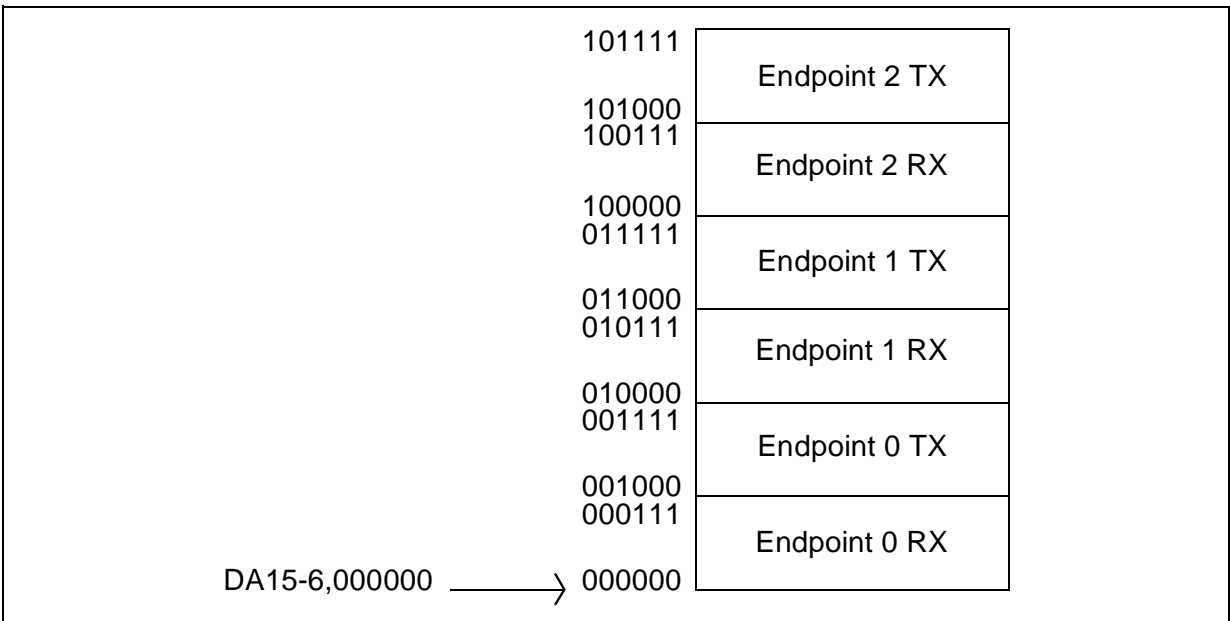 101111
Endpoint 2 TX
101000
100111
Endpoint 2 RX
100000
011111
Endpoint 1 TX
011000
010111
Endpoint 1 RX
010000
001111
Endpoint 0 TX
001000
000111
Endpoint 0 RX
DA15-6,000000
000000